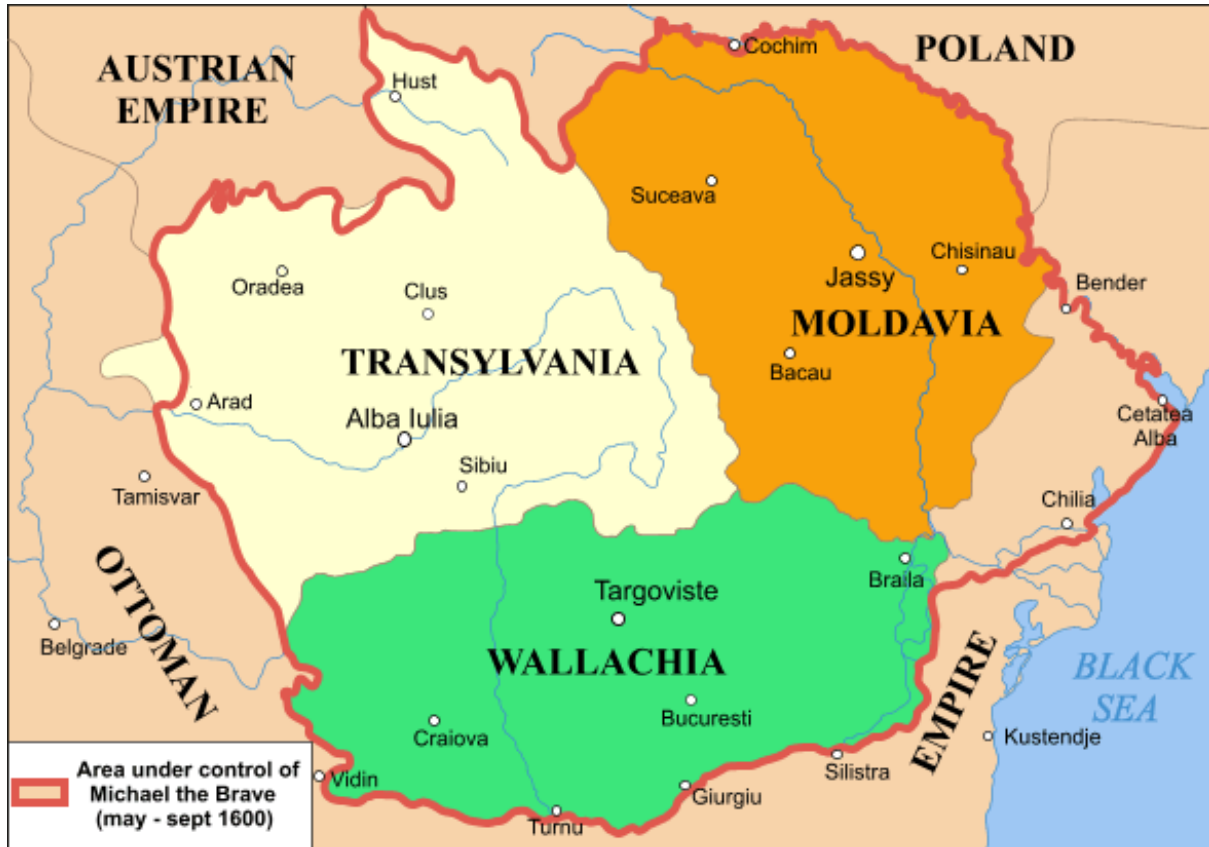 AUSTRIAN
EMPIRE
POLAND
Cochim
Hust
Suceava
Jassy
Chisinau
Bender
Oradea
Clus
MOLDAVIA
TRANSYLVANIA
Bacau
Arad
Alba Iulia
Cetatea
Alba
Sibiu
Tamisvar
Chilia
Braila
OTTOMAN
Targoviste
Belgrade
WALLACHIA
EMPIRE
BLACK
SEA
Bucuresti
Craiova
Kustendje
Silistra
Vidin
Giurgiu
Turnu
Area under control of
Michael the Brave
(may - sept 1600)